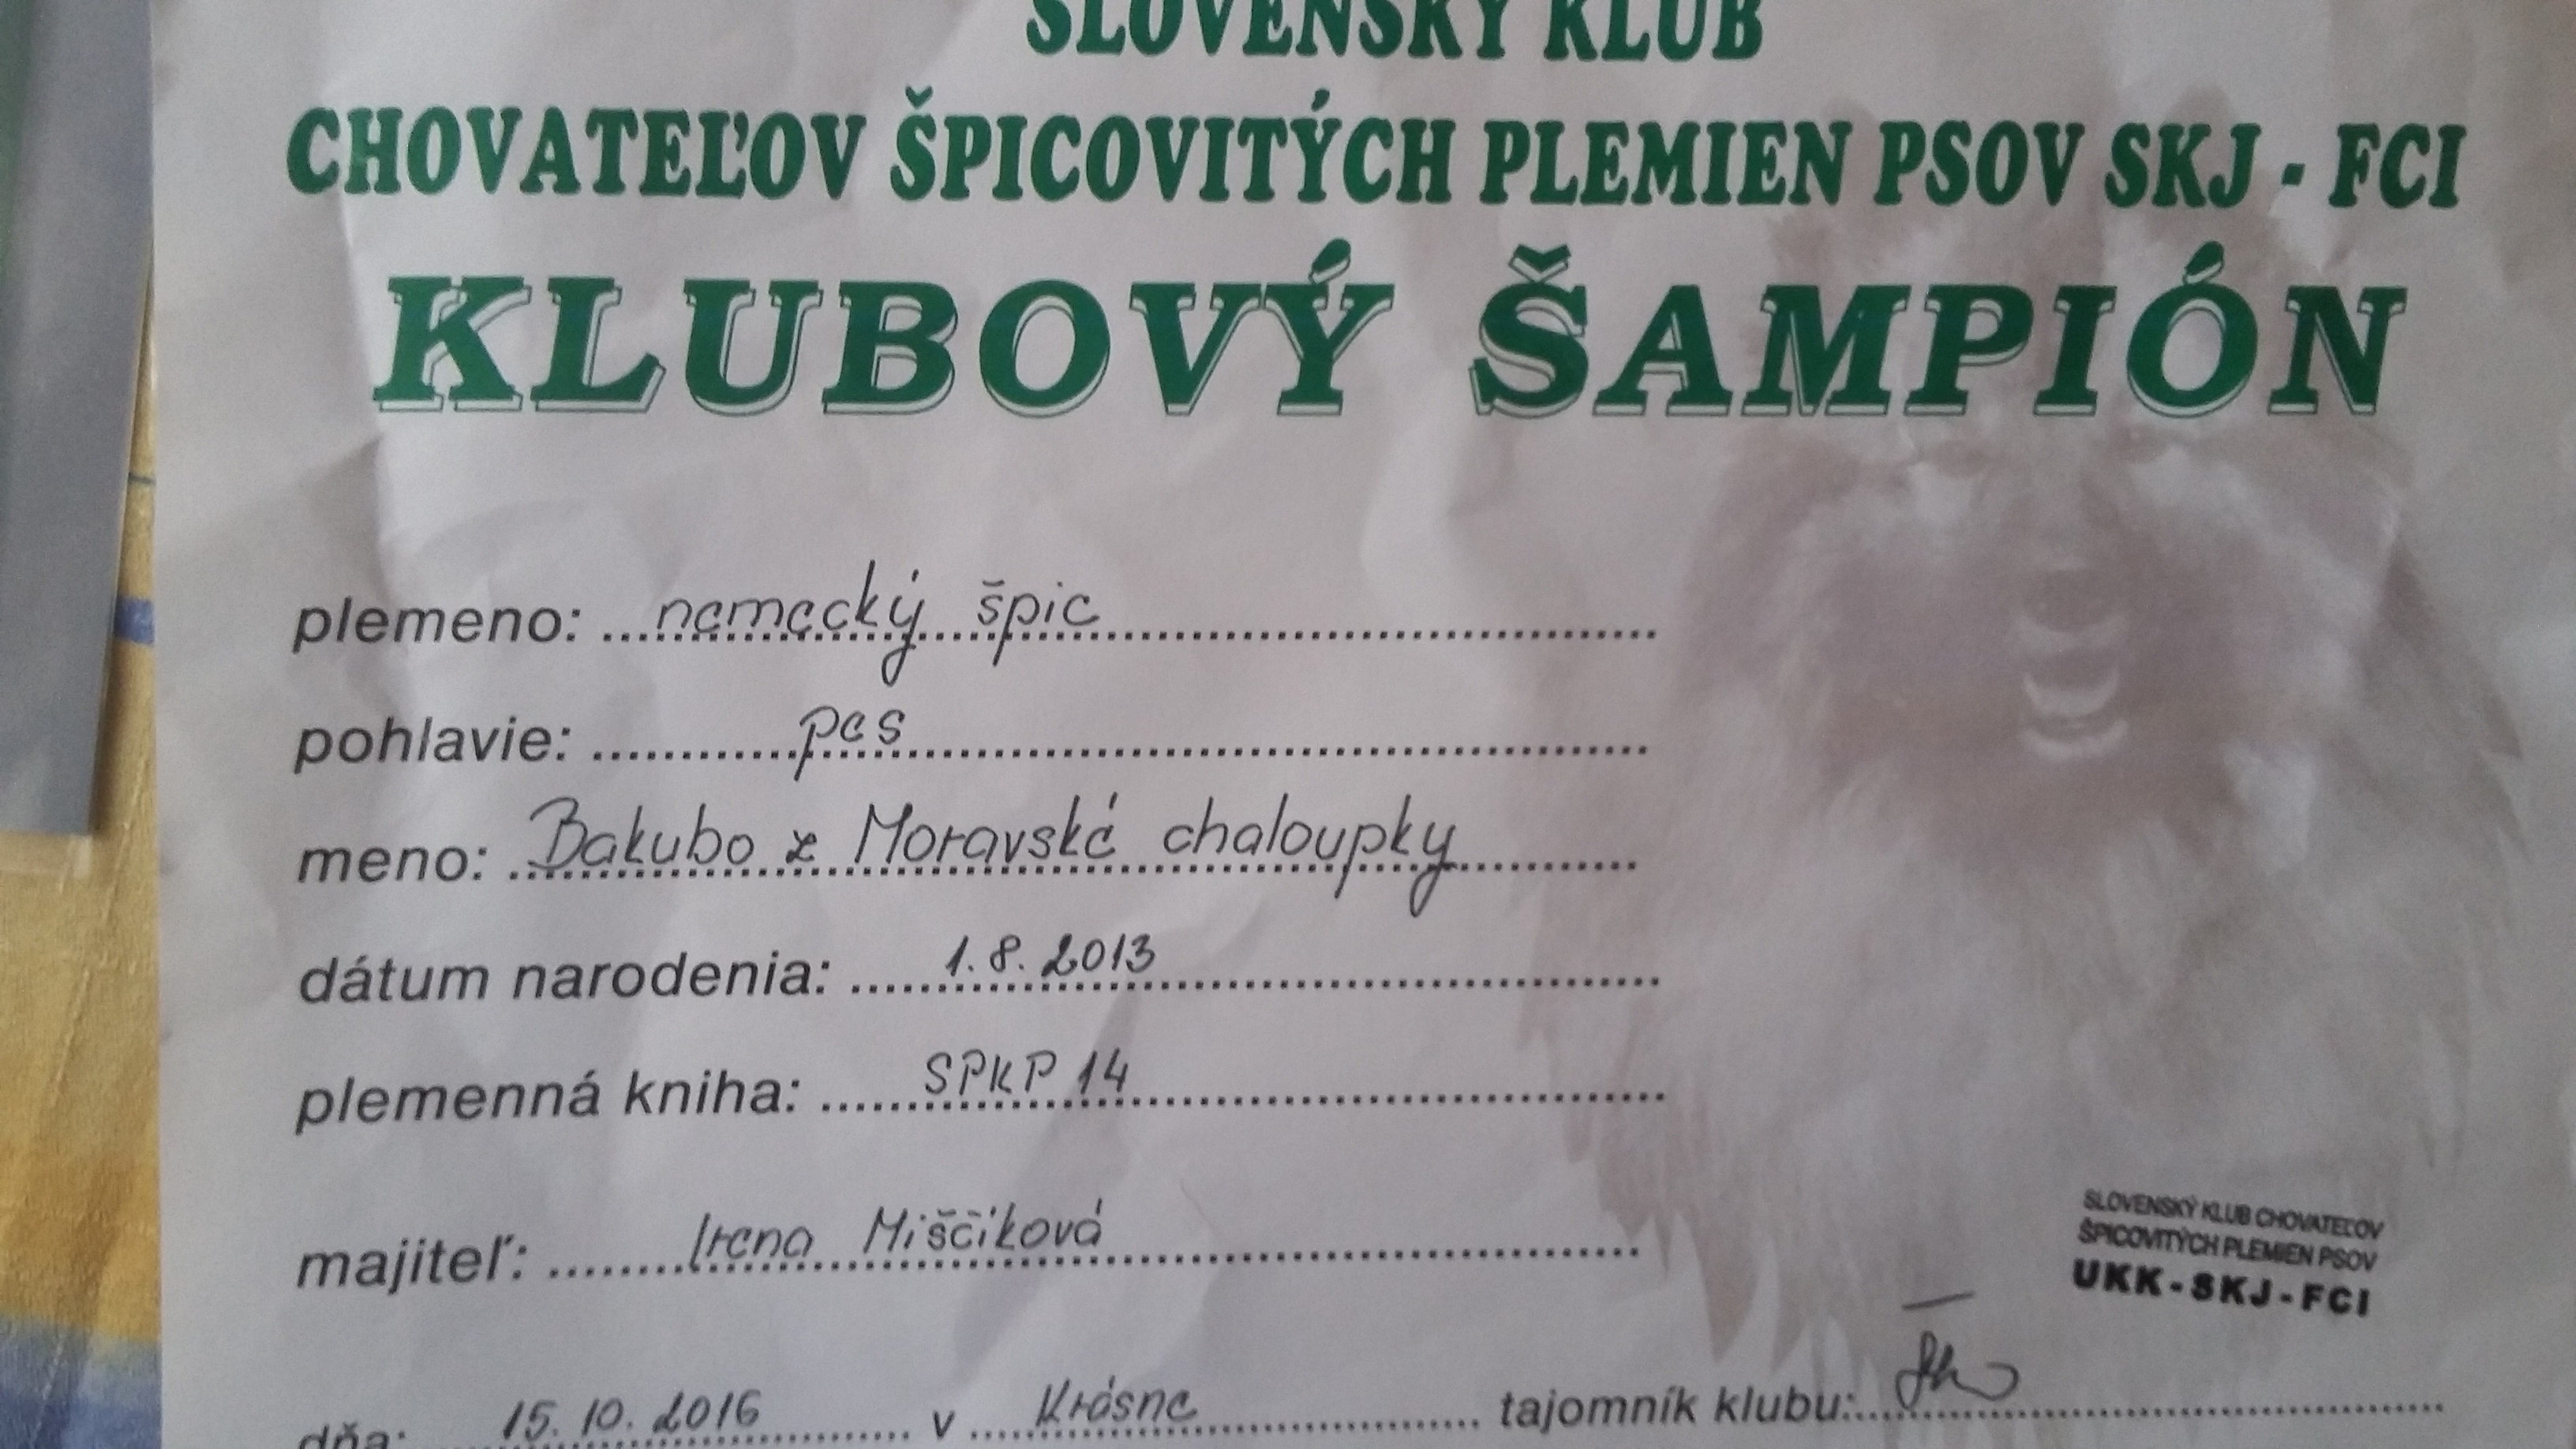 SLOVENSKÝ KLUB
CHOVATEĽOV ŠPICOVITÝCH PLEMIEN PSOV SKJ - FCI
KLUBOVÝ ŠAMPIÓN
plemeno: nemecký špic
pohlavie: pes
meno: Bakubo z Moravské chaloupky
dátum narodenia: 1.8.2013
plemenná kniha: SPKP 14
majiteľ: Irena Miščíková
SLOVENSKÝ KLUB CHOVATEĽOV
ŠPICOVITÝCH PLEMIEN PSOV
UKK-SKJ-FCI
dňa: 15.10.2016 v Krásne tajomník klubu: